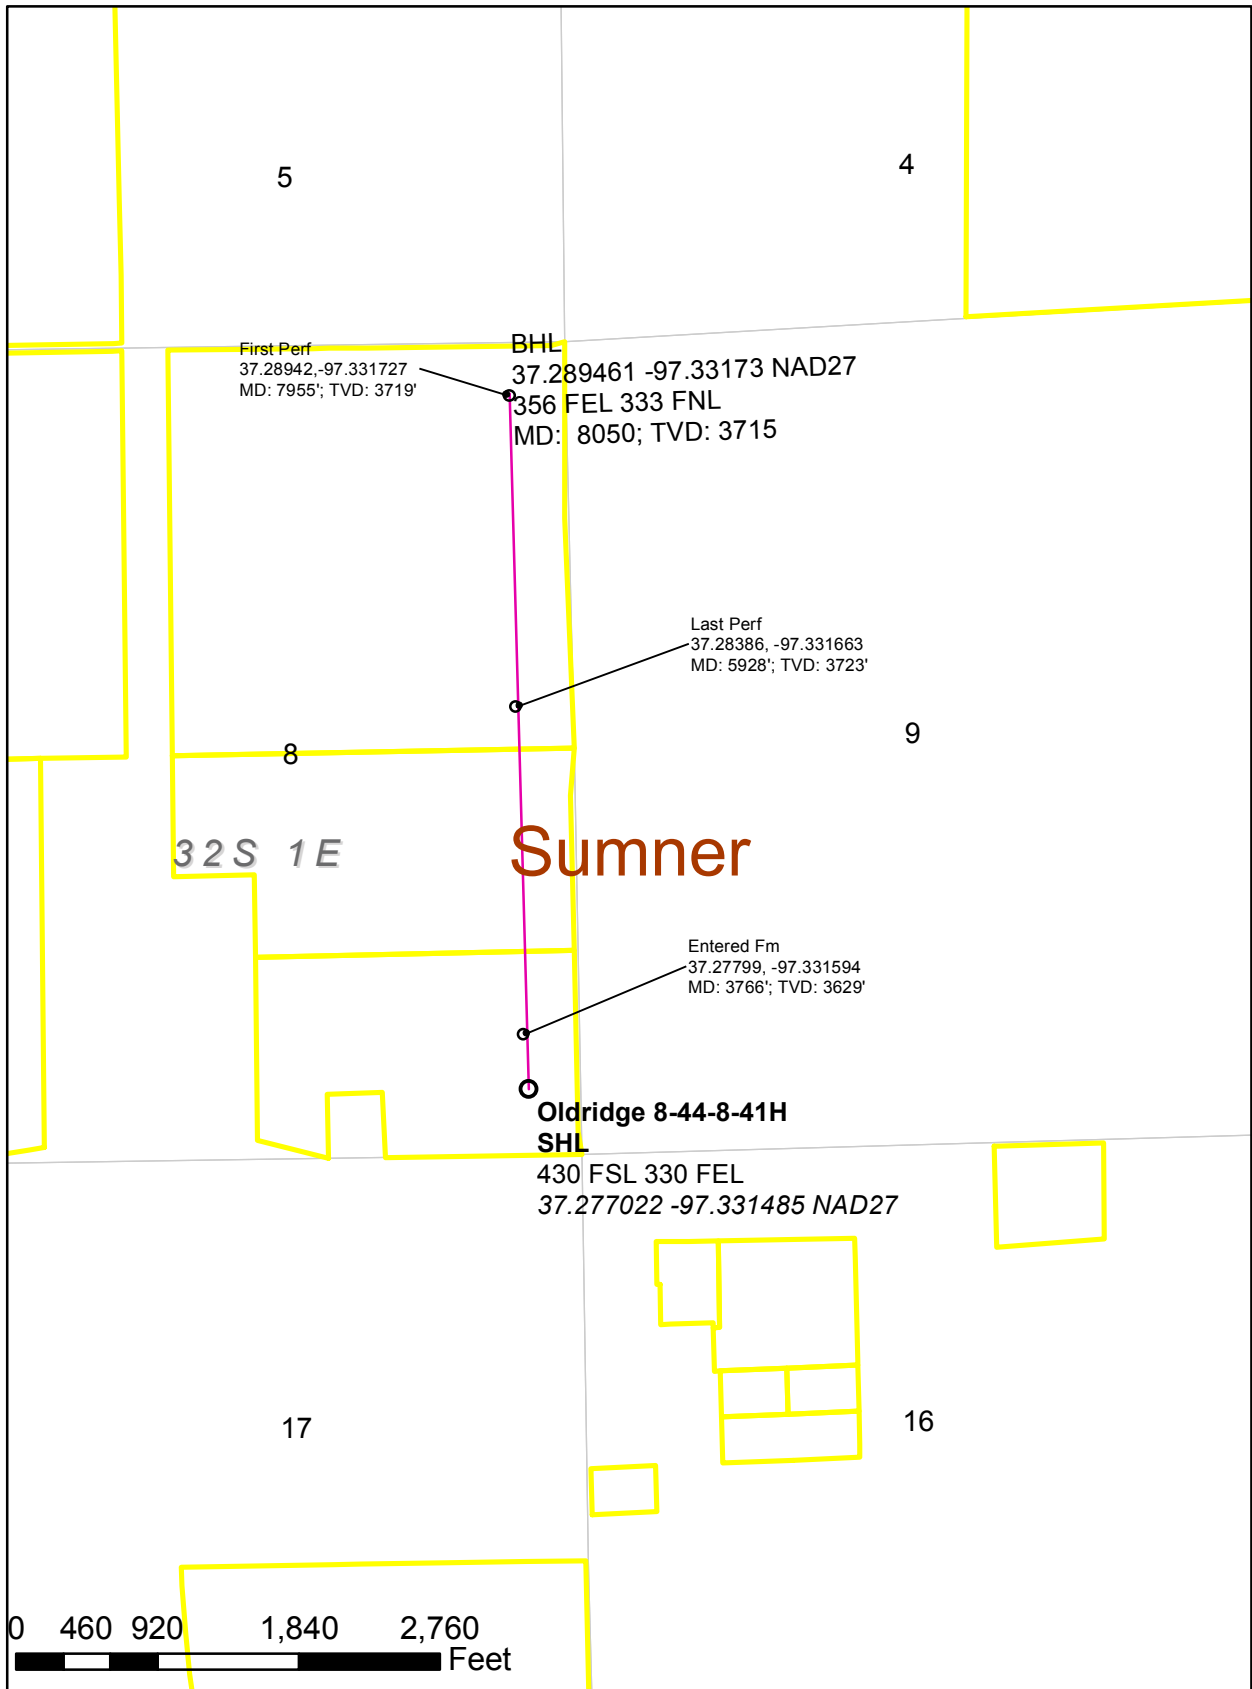 5
4
First Perf
37.28942,-97.331727
MD: 7955'; TVD: 3719'
BHL
37.289461 -97.33173 NAD27
356 FEL 333 FNL
MD:  8050; TVD: 3715
Last Perf
37.28386, -97.331663
MD: 5928'; TVD: 3723'
8
9
32S 1E
Sumner
Entered Fm
37.27799, -97.331594
MD: 3766'; TVD: 3629'
Oldridge 8-44-8-41H
SHL
430 FSL 330 FEL
37.277022 -97.331485 NAD27
17
16
0 460 920 1,840 2,760
Feet